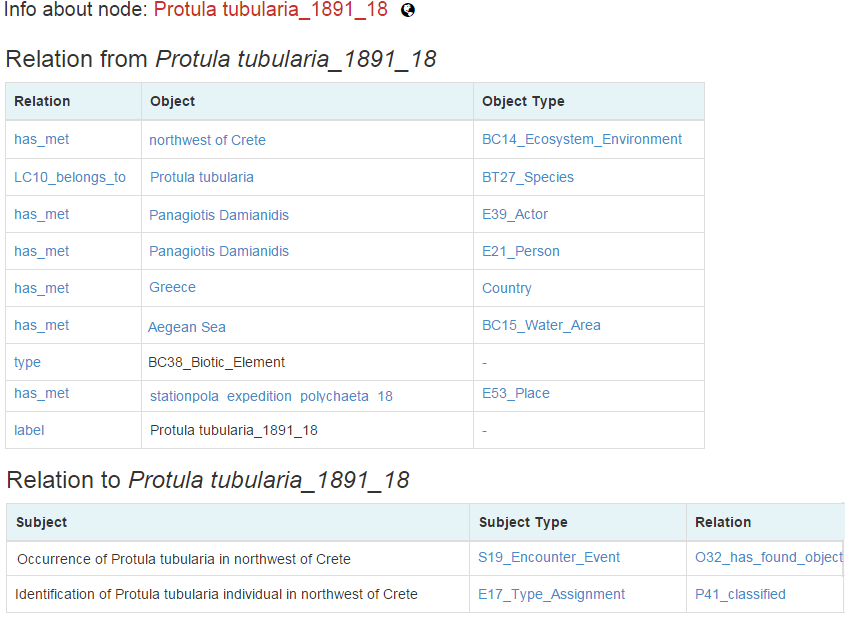 Info about node: Protula tubularia_1891_18
Relation from Protula tubularia_1891_18
Relation Object Object Type
has_met northwest of Crete BC14_Ecosystem_Environment
LC10_belongs_to Protula tubularia BT27_Species
has_met Panagiotis Damianidis E39_Actor
has_met Panagiotis Damianidis E21_Person
has_met Greece Country
has_met Aegean Sea BC15_Water_Area
type BC38_Biotic_Element -
has_met stationpola expedition polychaeta 18 E53_Place
label Protula tubularia_1891_18 -
Relation to Protula tubularia_1891_18
Subject Subject Type Relation
Occurrence of Protula tubularia in northwest of Crete S19_Encounter_Event O32_has_found_object
Identification of Protula tubularia individual in northwest of Crete E17_Type_Assignment P41_classified